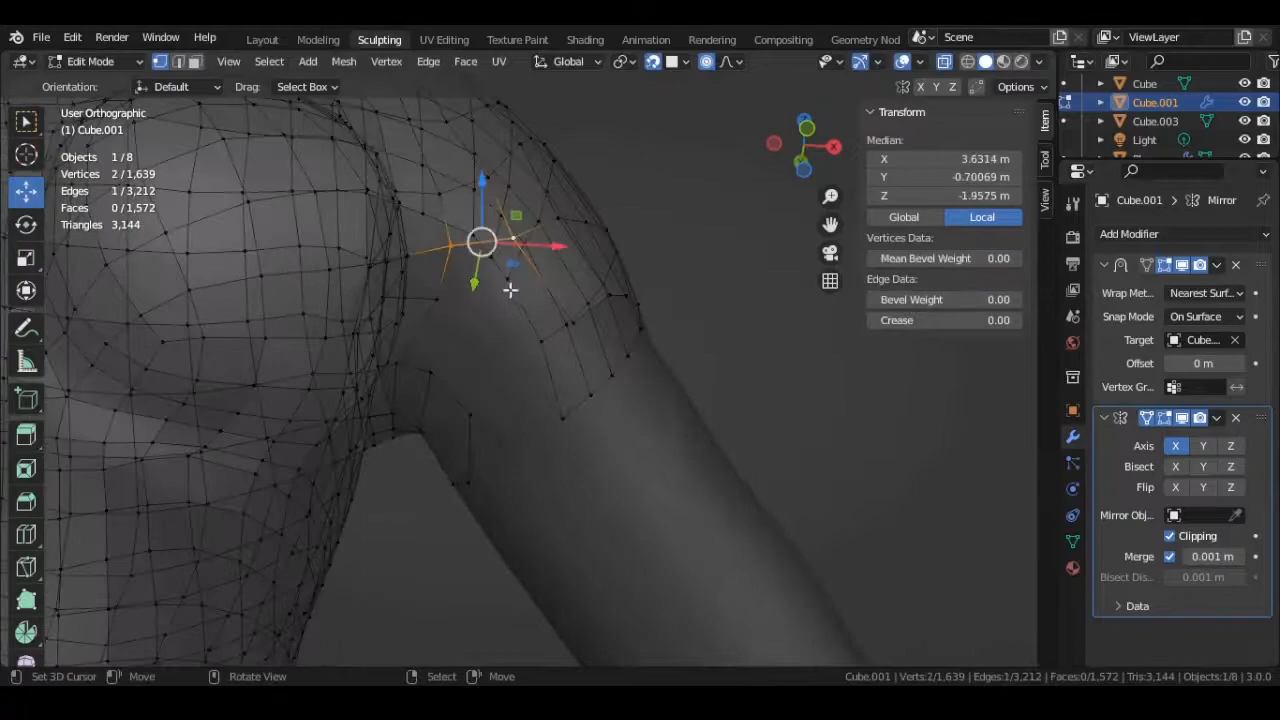 File Edit Render Window Help Layout Modeling Sculpting UV Editing Texture Paint Shading Animation Rendering Compositing Geometry Nod Scene ViewLayer
Edit Mode View Select Add Mesh Vertex Edge Face UV Global
Orientation: Default Drag: Select Box X Y Z Options
User Orthographic
(1) Cube.001
Objects 1/8
Vertices 2/1,639
Edges 1/3,212
Faces 0/1,572
Triangles 3,144
Transform
Median:
X 3.6314 m
Y -0.70069 m
Z -1.9575 m
Global Local
Vertices Data:
Mean Bevel Weight 0.00
Edge Data:
Bevel Weight 0.00
Crease 0.00
Item
Tool
View
Cube
Cube.001
Cube.003
Light
Cube.001 Mirror
Add Modifier
Wrap Met... Nearest Surf...
Snap Mode On Surface
Target Cube...
Offset 0 m
Vertex Gr...
Axis X Y Z
Bisect X Y Z
Flip X Y Z
Mirror Obj...
Clipping
Merge 0.001 m
Bisect Dis... 0.001 m
Data
Set 3D Cursor Move Rotate View Select Move Cube.001 | Verts:2/1,639 | Edges:1/3,212 | Faces:0/1,572 | Tris:3,144 | Objects:1/8 | 3.0.0